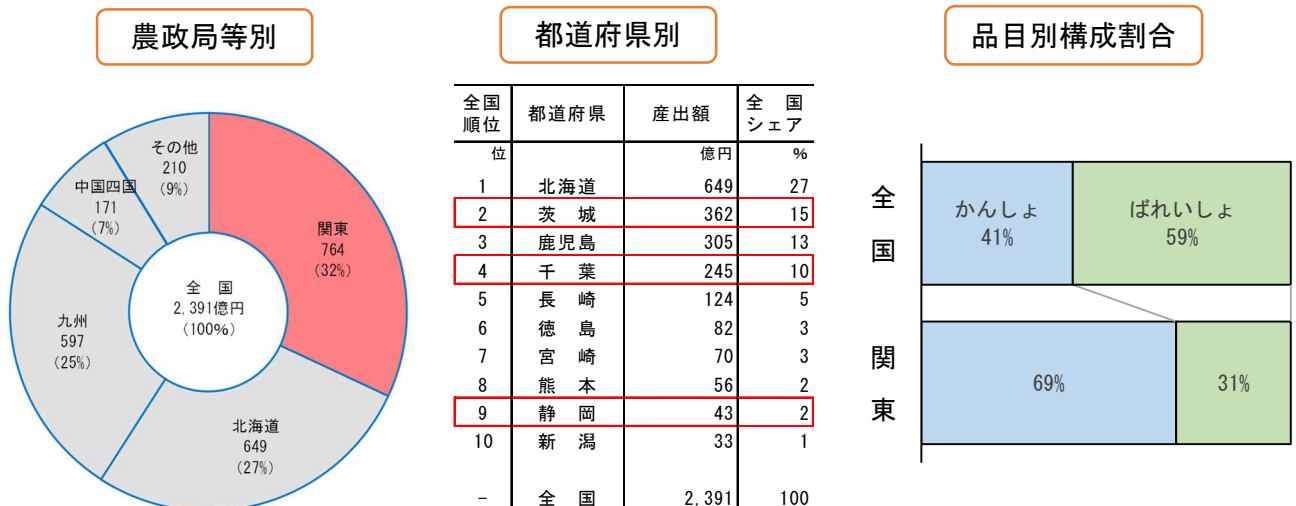 農政局等別
その他
210
(9%)
中国四国
171
(7%)
関東
764
(32%)
全　国
2,391億円
(100%)
九州
597
(25%)
北海道
649
(27%)
都道府県別
全国順位 都道府県 産出額 全　国シェア
位 億円 %
1 北海道 649 27
2 茨　城 362 15
3 鹿児島 305 13
4 千　葉 245 10
5 長　崎 124 5
6 徳　島 82 3
7 宮　崎 70 3
8 熊　本 56 2
9 静　岡 43 2
10 新　潟 33 1
- 全　国 2,391 100
品目別構成割合
全国
かんしょ
41%
ばれいしょ
59%
関東
69%
31%